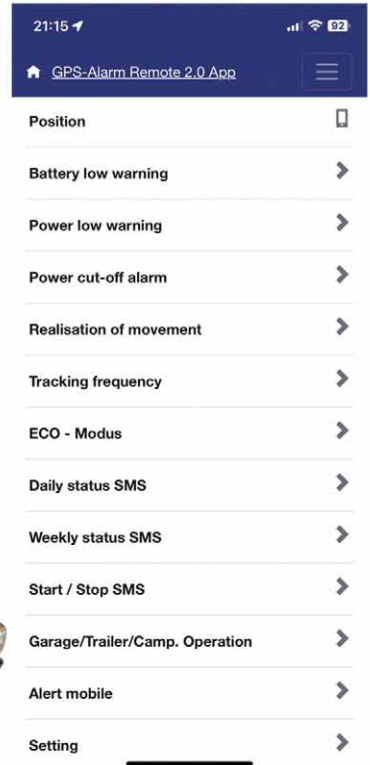 21:15
92
GPS-Alarm Remote 2.0 App
Position
Battery low warning
Power low warning
Power cut-off alarm
Realisation of movement
Tracking frequency
ECO - Modus
Daily status SMS
Weekly status SMS
Start / Stop SMS
Garage/Trailer/Camp. Operation
Alert mobile
Setting